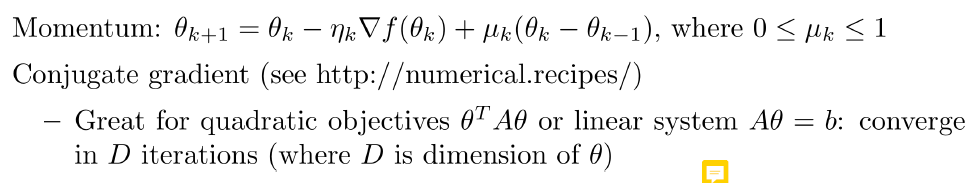 Momentum: θ_{k+1} = θ_k − η_k∇f(θ_k) + μ_k(θ_k − θ_{k−1}), where 0 ≤ μ_k ≤ 1
Conjugate gradient (see http://numerical.recipes/)
– Great for quadratic objectives θ^T Aθ or linear system Aθ = b: converge
in D iterations (where D is dimension of θ)